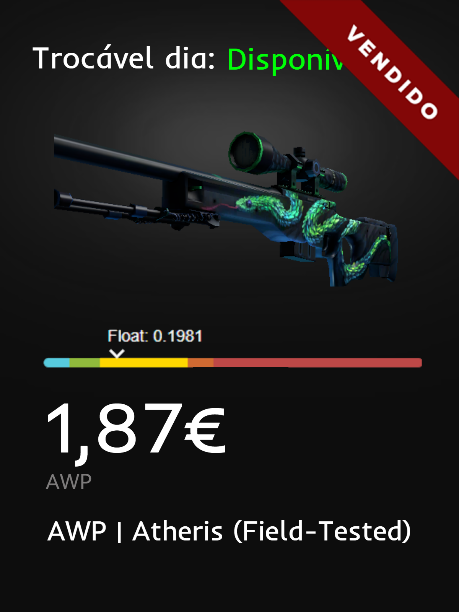 Trocável dia: Disponív
VENDIDO
Float: 0.1981
1,87€
AWP
AWP | Atheris (Field-Tested)